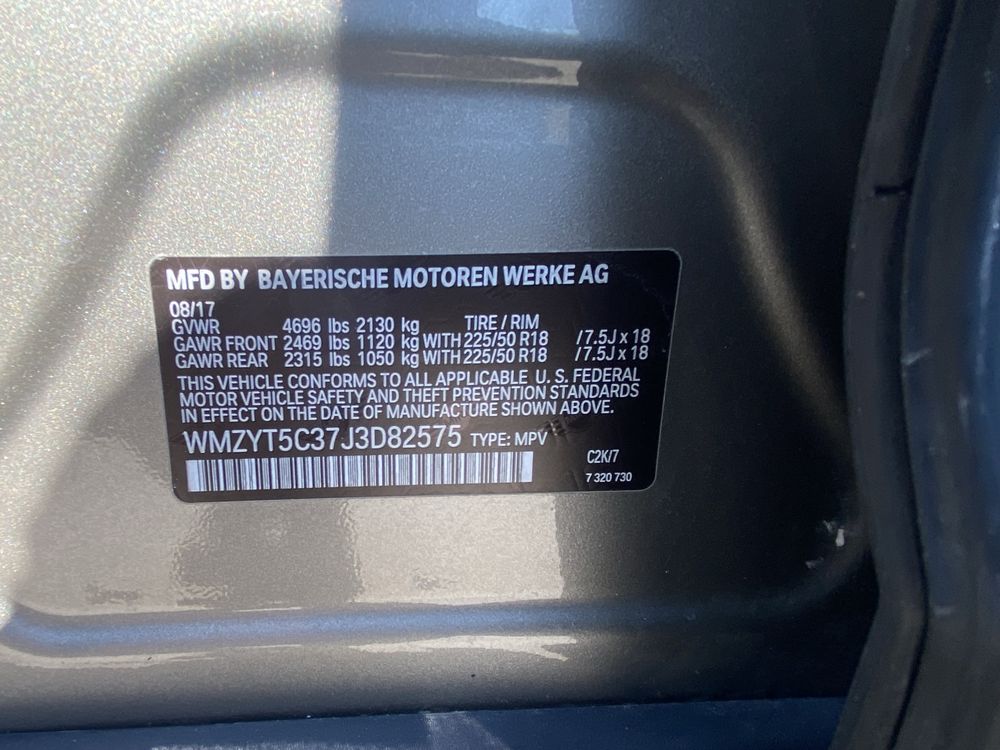 MFD BY BAYERISCHE MOTOREN WERKE AG
08/17
GVWR 4696 lbs 2130 kg TIRE / RIM
GAWR FRONT 2469 lbs 1120 kg WITH 225/50 R18 /7.5J x 18
GAWR REAR 2315 lbs 1050 kg WITH 225/50 R18 /7.5J x 18
THIS VEHICLE CONFORMS TO ALL APPLICABLE U. S. FEDERAL
MOTOR VEHICLE SAFETY AND THEFT PREVENTION STANDARDS
IN EFFECT ON THE DATE OF MANUFACTURE SHOWN ABOVE.
WMZYT5C37J3D82575 TYPE: MPV
C2K/7
7 320 730